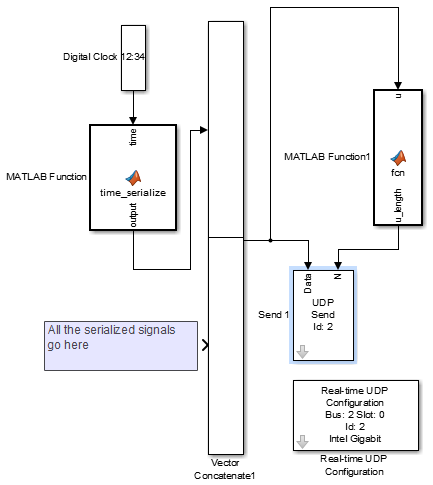 Digital Clock 12:34
time
MATLAB Function
time_serialize
output
u
MATLAB Function1
fcn
u_length
Data
N
UDP
Send
Id: 2
Send 1
All the serialized signals
go here
Vector
Concatenate1
Real-time UDP
Configuration
Bus: 2 Slot: 0
Id: 2
Intel Gigabit
Real-time UDP
Configuration